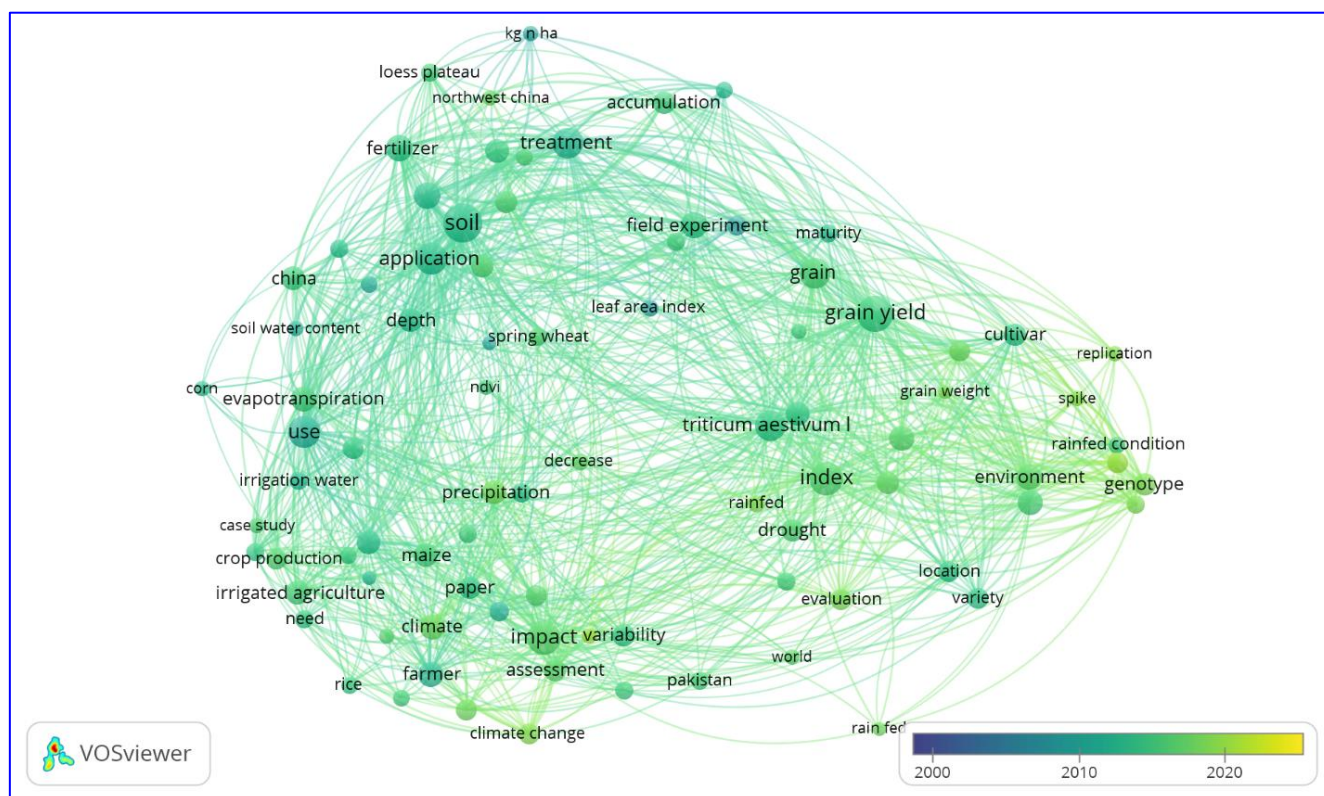 kg n ha
loess plateau
northwest china
accumulation
treatment
fertilizer
soil
field experiment
maturity
application
grain
china
leaf area index
grain yield
depth
soil water content
spring wheat
cultivar
replication
corn
ndvi
grain weight
spike
evapotranspiration
use
triticum aestivum l
rainfed condition
decrease
irrigation water
index
environment
genotype
precipitation
rainfed
case study
drought
maize
crop production
location
irrigated agriculture
paper
evaluation
variety
need
climate
impact
variability
world
assessment
farmer
rice
pakistan
rain fed
climate change
VOSviewer
2000 2010 2020